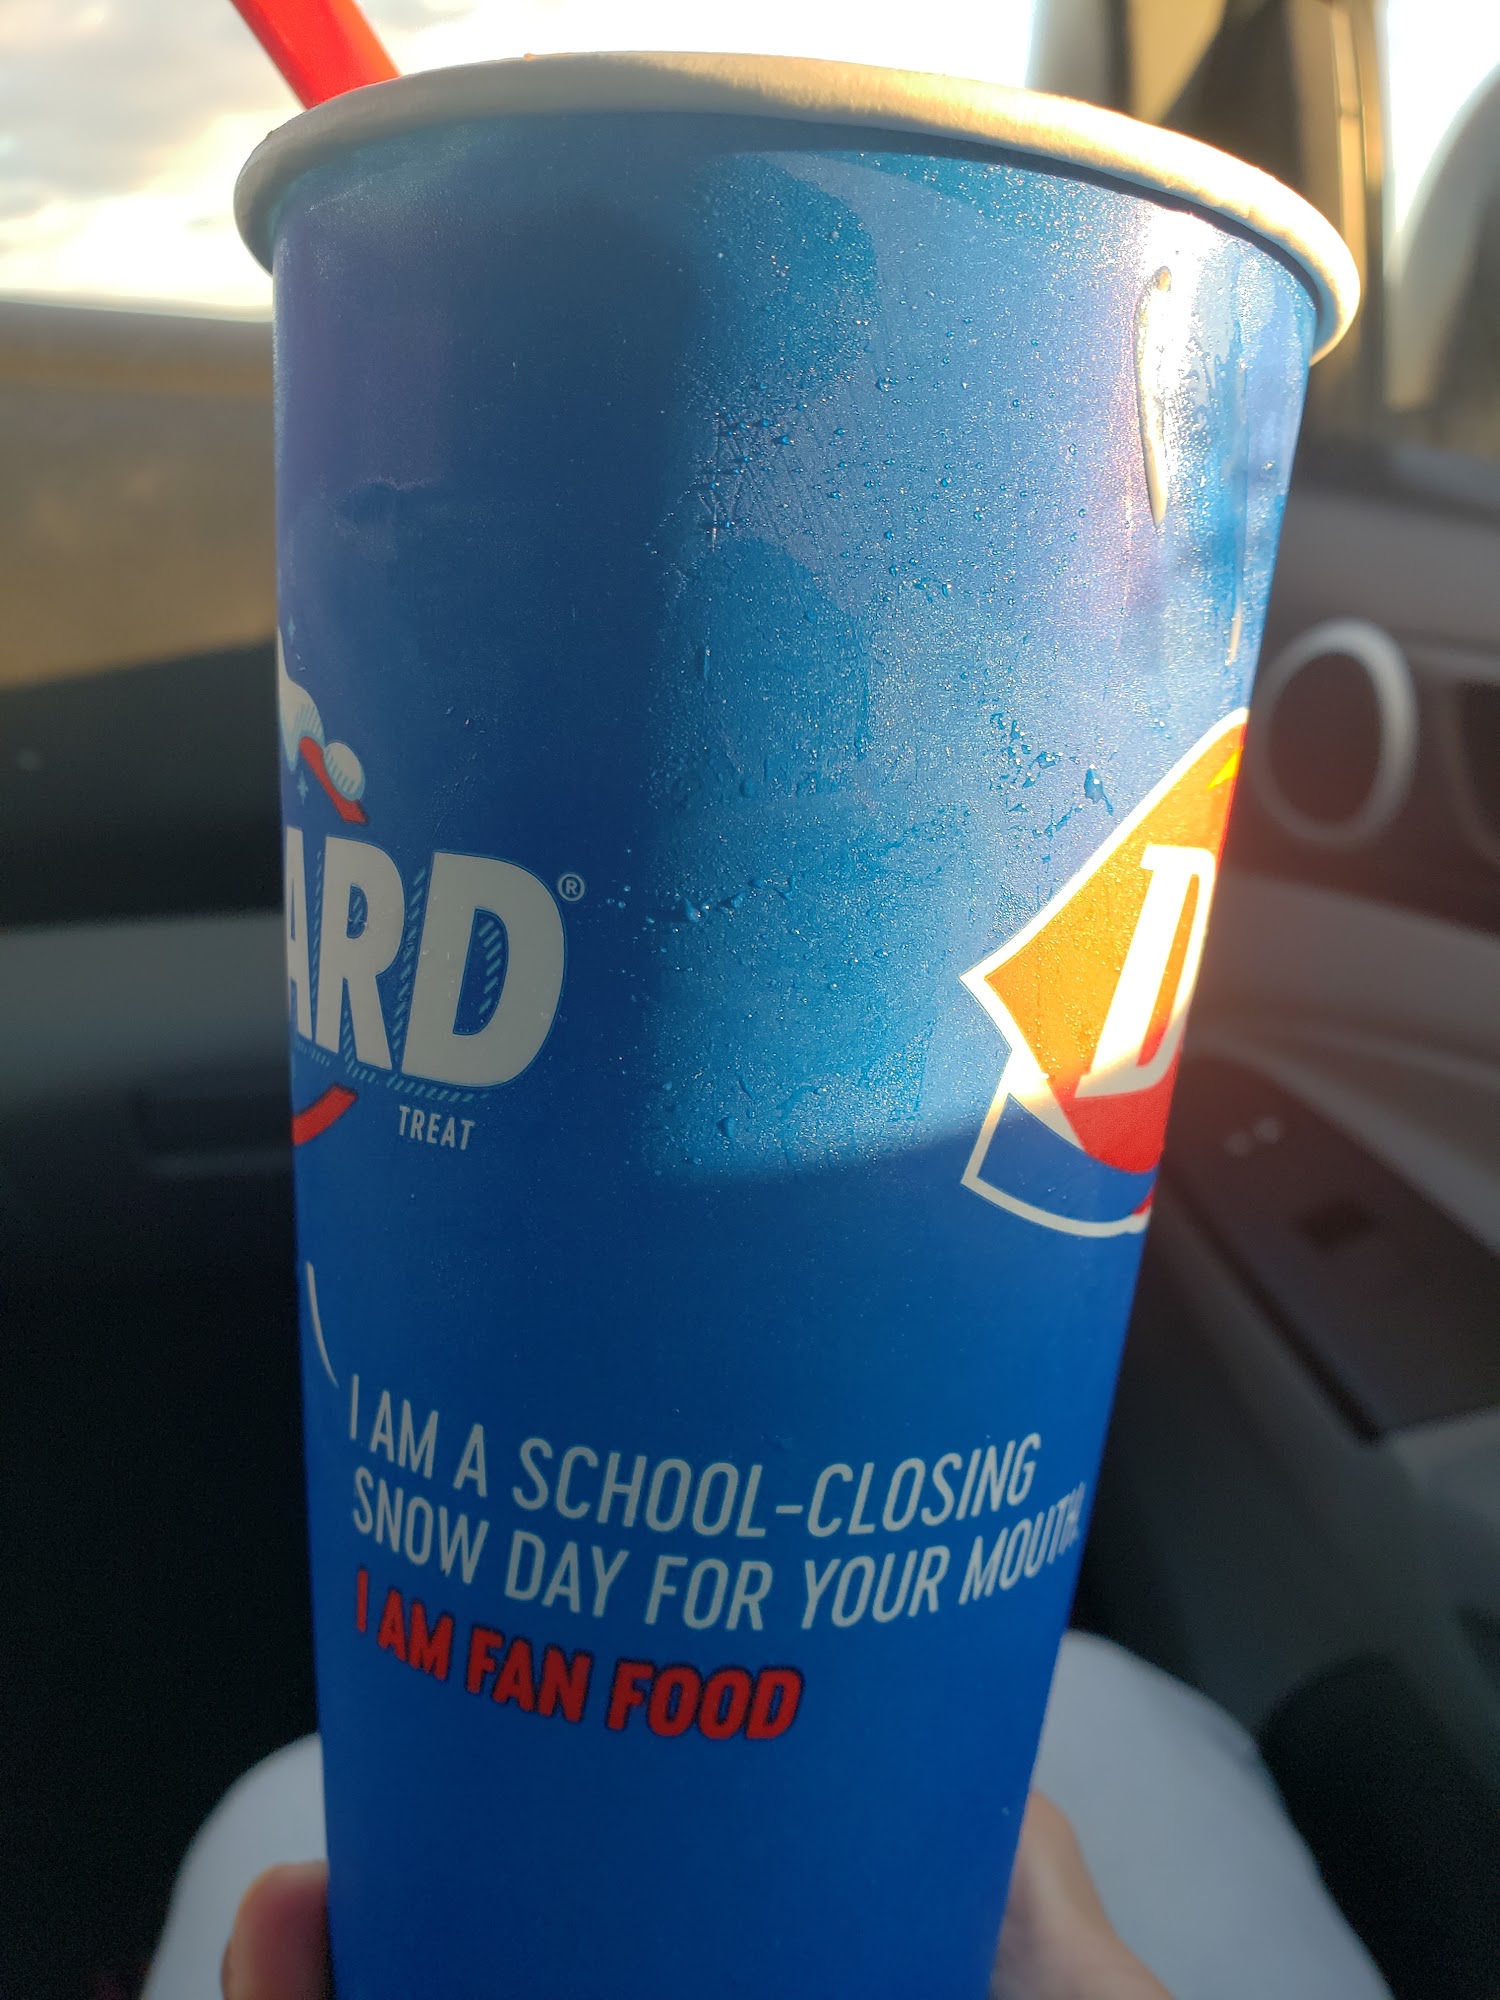 ARD®
TREAT
D
I AM A SCHOOL-CLOSING
SNOW DAY FOR YOUR MOUTH.
I AM FAN FOOD